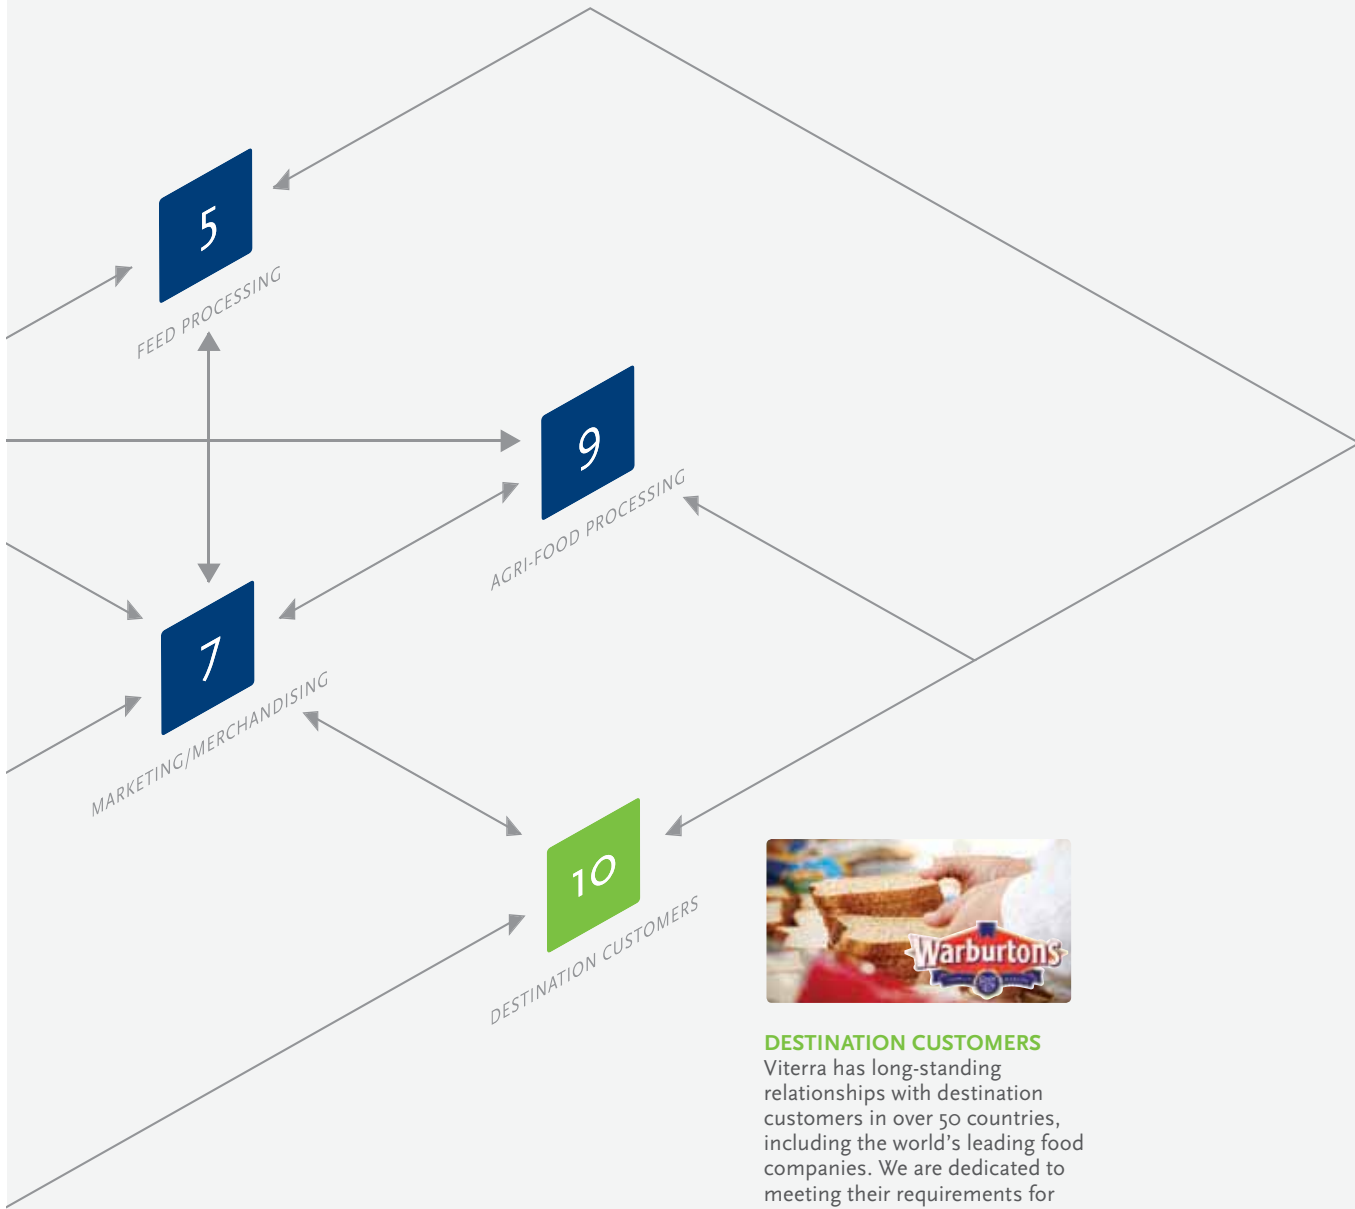 5
FEED PROCESSING
9
AGRI-FOOD PROCESSING
7
MARKETING/MERCHANDISING
10
DESTINATION CUSTOMERS
Warburtons
DESTINATION CUSTOMERS
Viterra has long-standing
relationships with destination
customers in over 50 countries,
including the world's leading food
companies. We are dedicated to
meeting their requirements for